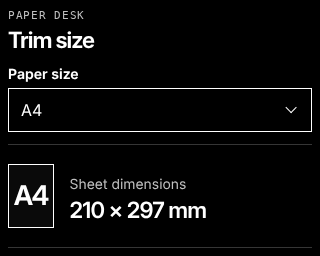 PAPER DESK
Trim size
Paper size
A4
A4
Sheet dimensions
210 × 297 mm